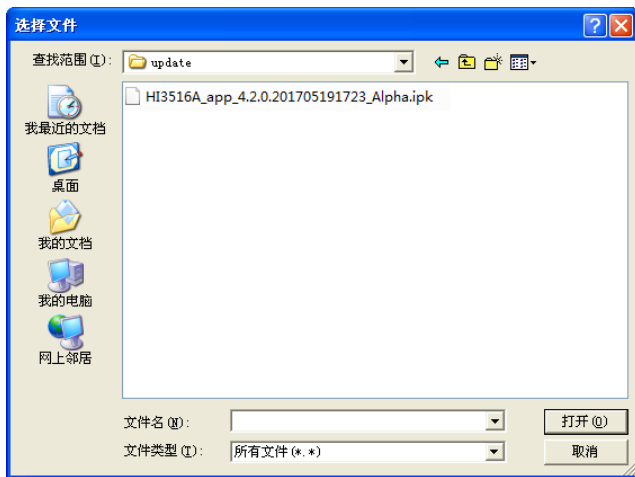 选择文件
查找范围(I):
update
HI3516A_app_4.2.0.201705191723_Alpha.ipk
我最近的文档
桌面
我的文档
我的电脑
网上邻居
文件名(N):
打开(O)
文件类型(T):
所有文件(*.*)
取消